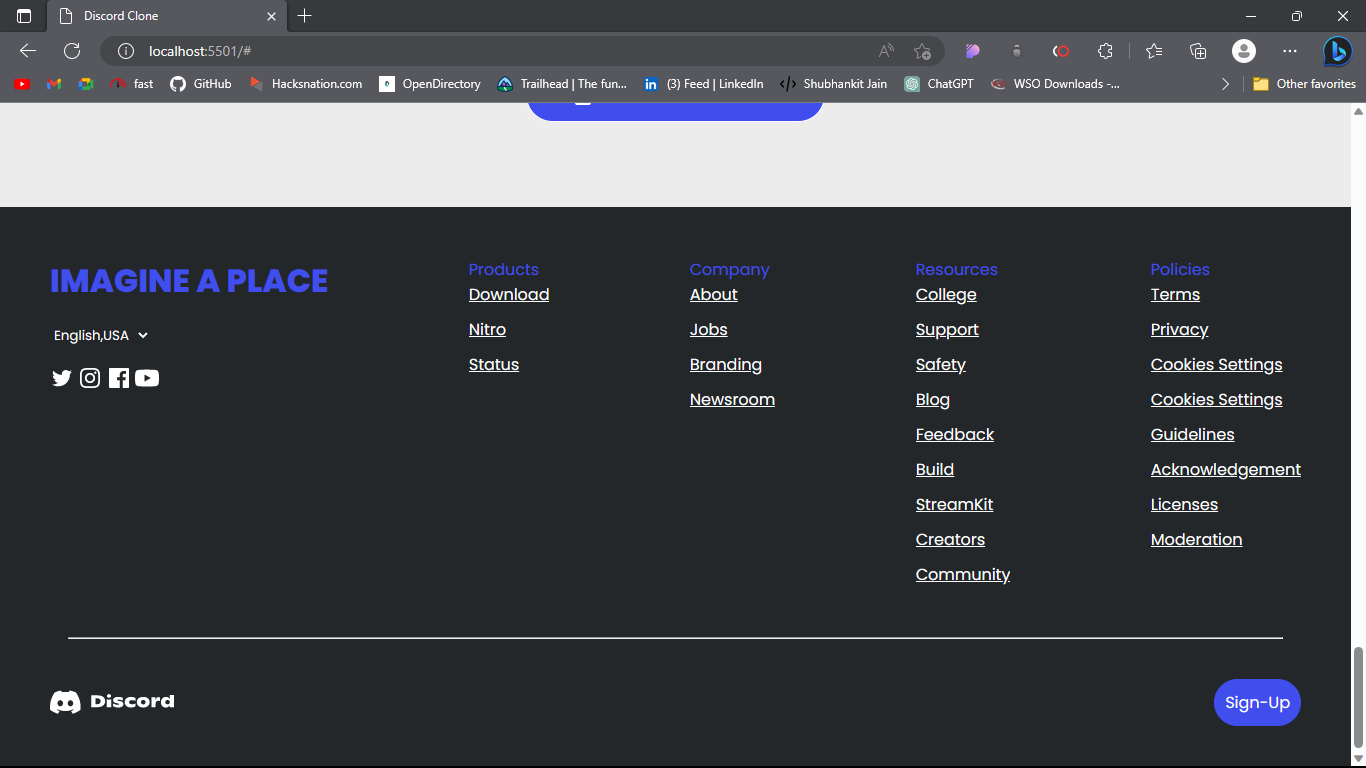 Discord Clone
localhost:5501/#
fast
GitHub
Hacksnation.com
OpenDirectory
Trailhead | The fun...
(3) Feed | LinkedIn
Shubhankit Jain
ChatGPT
WSO Downloads -...
Other favorites
IMAGINE A PLACE
English,USA
Products
Download
Nitro
Status
Company
About
Jobs
Branding
Newsroom
Resources
College
Support
Safety
Blog
Feedback
Build
StreamKit
Creators
Community
Policies
Terms
Privacy
Cookies Settings
Cookies Settings
Guidelines
Acknowledgement
Licenses
Moderation
Discord
Sign-Up